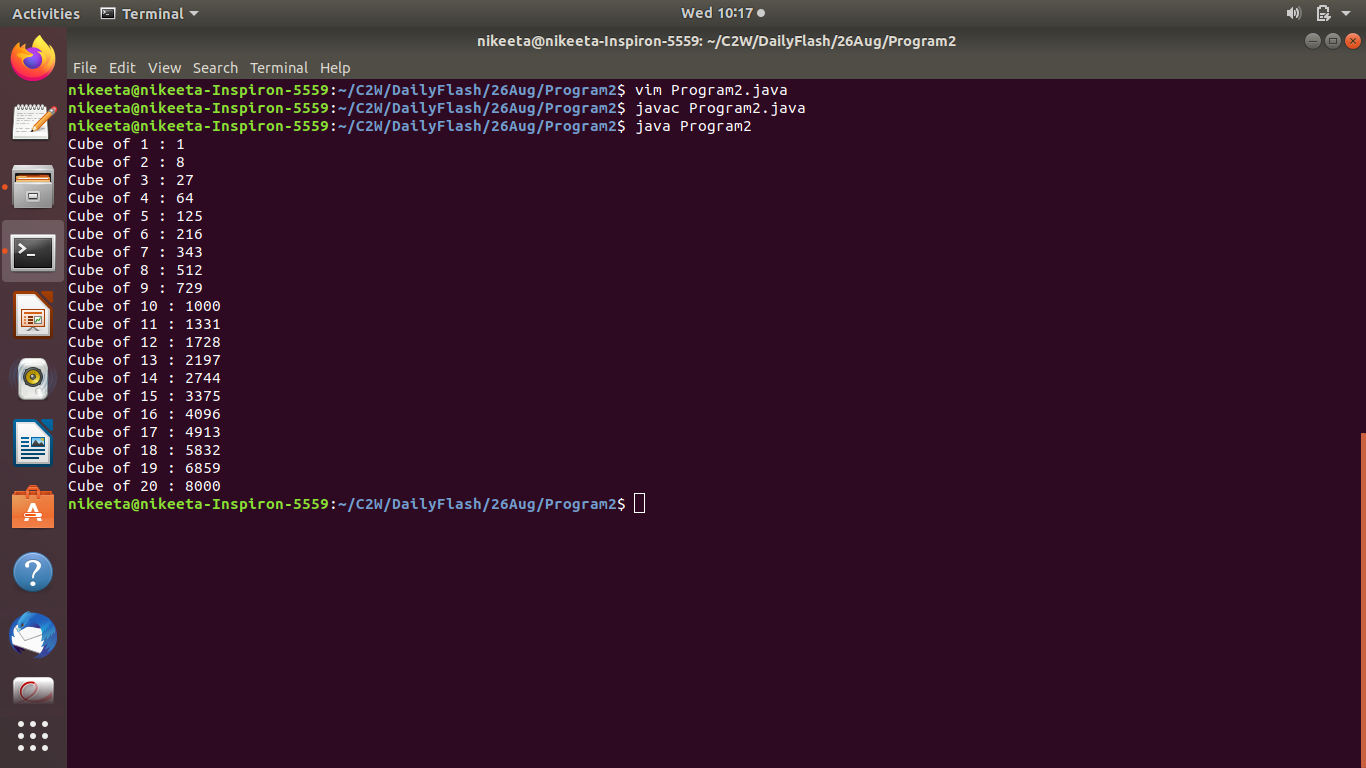 Activities Terminal Wed 10:17
nikeeta@nikeeta-Inspiron-5559: ~/C2W/DailyFlash/26Aug/Program2
File Edit View Search Terminal Help
nikeeta@nikeeta-Inspiron-5559:~/C2W/DailyFlash/26Aug/Program2$ vim Program2.java
nikeeta@nikeeta-Inspiron-5559:~/C2W/DailyFlash/26Aug/Program2$ javac Program2.java
nikeeta@nikeeta-Inspiron-5559:~/C2W/DailyFlash/26Aug/Program2$ java Program2
Cube of 1 : 1
Cube of 2 : 8
Cube of 3 : 27
Cube of 4 : 64
Cube of 5 : 125
Cube of 6 : 216
Cube of 7 : 343
Cube of 8 : 512
Cube of 9 : 729
Cube of 10 : 1000
Cube of 11 : 1331
Cube of 12 : 1728
Cube of 13 : 2197
Cube of 14 : 2744
Cube of 15 : 3375
Cube of 16 : 4096
Cube of 17 : 4913
Cube of 18 : 5832
Cube of 19 : 6859
Cube of 20 : 8000
nikeeta@nikeeta-Inspiron-5559:~/C2W/DailyFlash/26Aug/Program2$